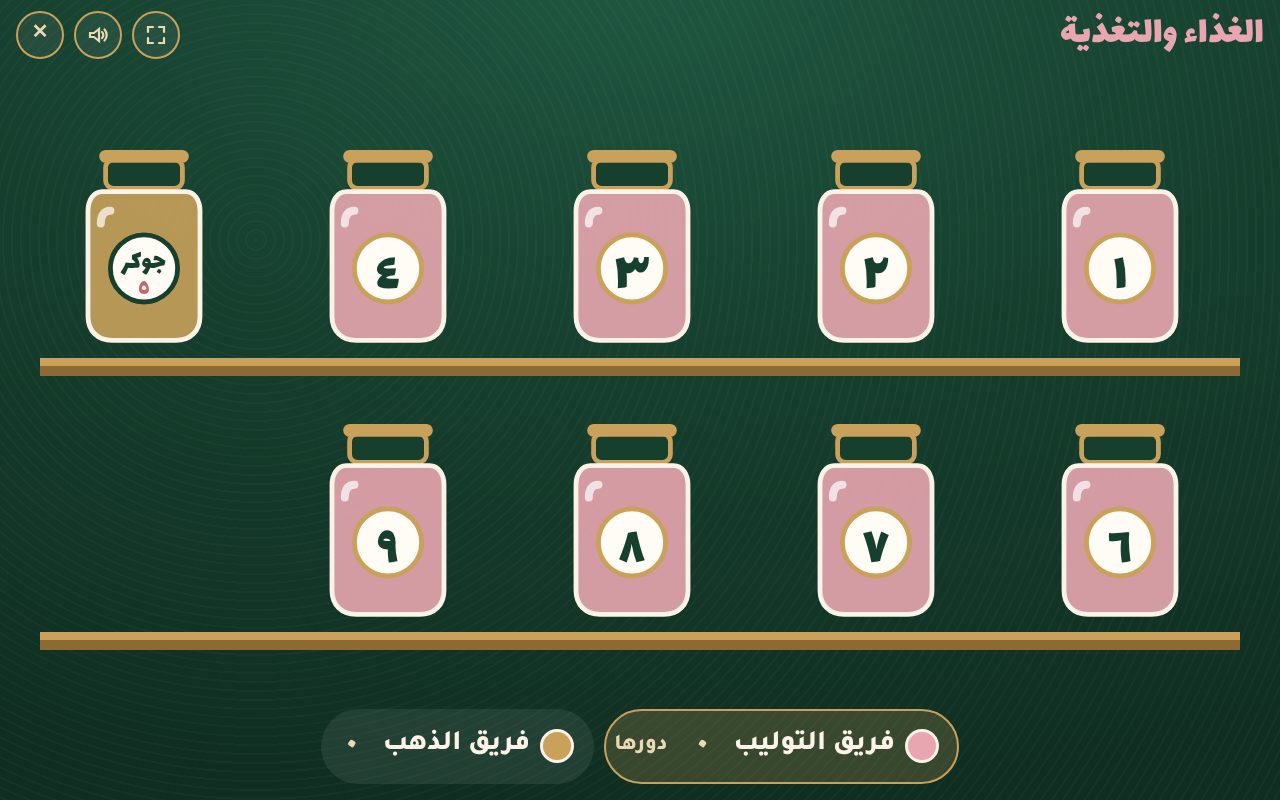 الغذاء والتغذية
١ ٢ ٣ ٤ جوكر ٥
٦ ٧ ٨ ٩
فريق التوليب ٠ دورها فريق الذهب ٠